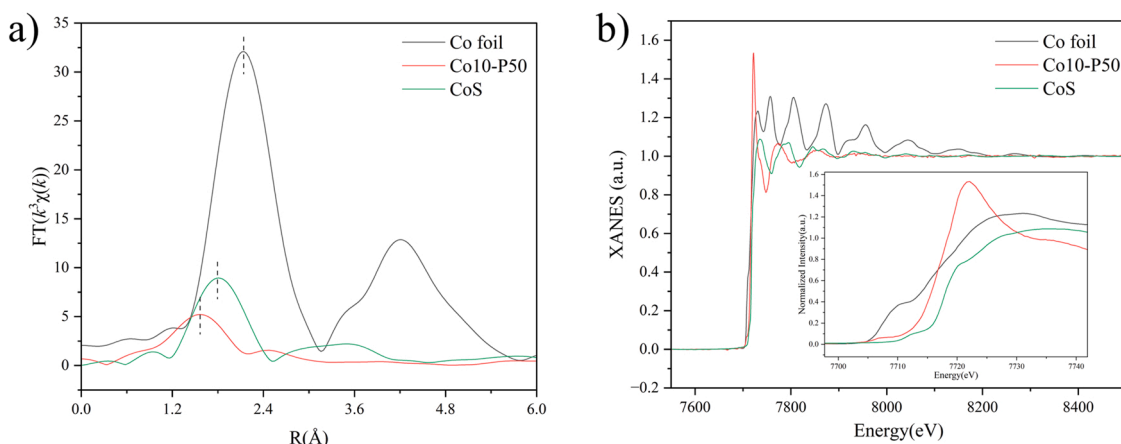 a)
35
30
25
20
15
10
5
0
FT(k³χ(k))
Co foil
Co10-P50
CoS
0.0 1.2 2.4 3.6 4.8 6.0
R(Å)
b)
1.6
1.4
1.2
1.0
0.8
0.6
0.4
0.2
0.0
−0.2
XANES (a.u.)
Co foil
Co10-P50
CoS
1.6
1.4
1.2
1.0
0.8
0.6
0.4
0.2
0.0
Normalized Intensity(a.u.)
7700 7710 7720 7730 7740
Energy(eV)
7600 7800 8000 8200 8400
Energy(eV)